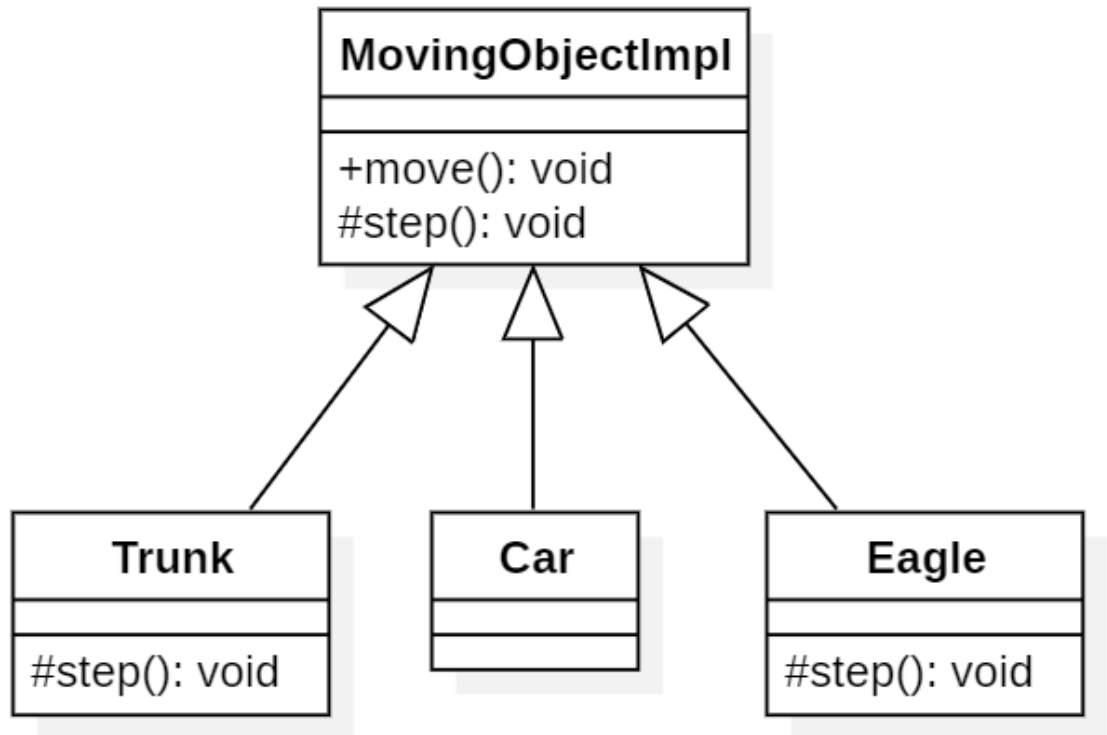 MovingObjectImpl
+move(): void
#step(): void
Trunk
#step(): void
Car
Eagle
#step(): void